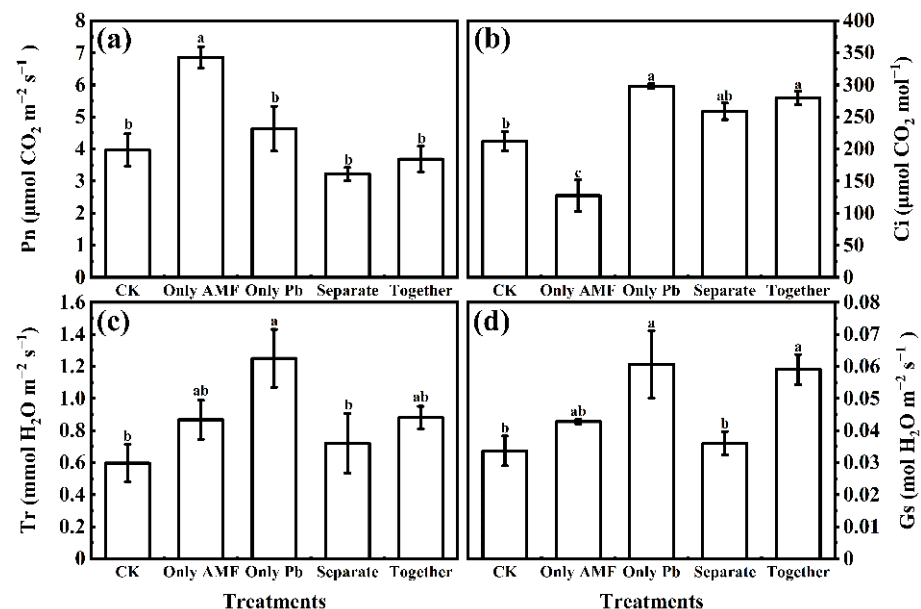 (a)
Pn (μmol CO₂ m⁻² s⁻¹)
8
7
6
5
4
3
2
1
0
b
a
b
b
b
CK Only AMF Only Pb Separate Together
(b)
Ci (μmol CO₂ mol⁻¹)
400
350
300
250
200
150
100
50
0
b
c
a
ab
a
CK Only AMF Only Pb Separate Together
(c)
Tr (mmol H₂O m⁻² s⁻¹)
1.6
1.4
1.2
1.0
0.8
0.6
0.4
0.2
0
b
ab
a
b
ab
CK Only AMF Only Pb Separate Together
Treatments
(d)
Gs (mol H₂O m⁻² s⁻¹)
0.08
0.07
0.06
0.05
0.04
0.03
0.02
0.01
0.00
b
ab
a
b
a
CK Only AMF Only Pb Separate Together
Treatments